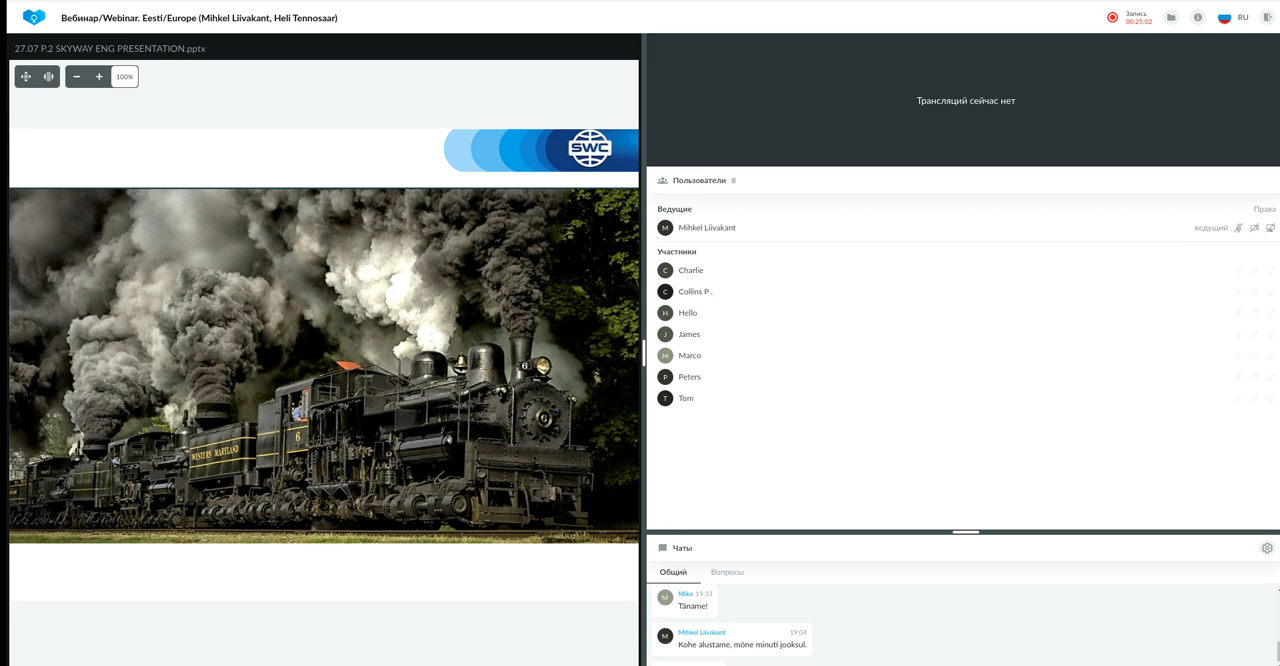 Вебинар/Webinar. Eesti/Europe (Mihkel Liivakant, Heli Tennosaar)
Запись
00:25:02
RU
27.07 P.2 SKYWAY ENG PRESENTATION.pptx
100%
SWC
6
6
6
WESTERN MARYLAND
Трансляций сейчас нет
Пользователи 8
Ведущие
Права
M Mihkel Liivakant
ведущий
Участники
C Charlie
C Collins P .
H Hello
J James
M Marco
P Peters
T Tom
Чаты
Общий
Вопросы
M Mika 19:33
Täname!
M Mihkel Liivakant 19:04
Kohe alustame, mõne minuti jooksul.